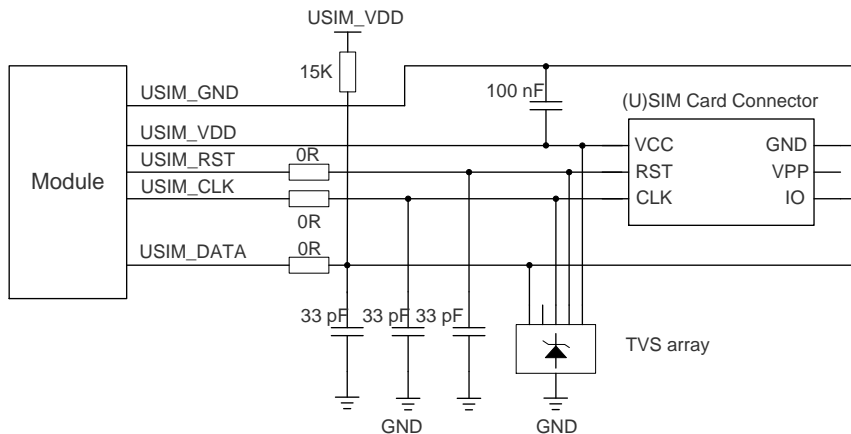 USIM_VDD
15K
USIM_GND
100 nF
(U)SIM Card Connector
USIM_VDD
0R
VCC
GND
USIM_RST
RST
VPP
Module
USIM_CLK
CLK
IO
0R
USIM_DATA
0R
33 pF
33 pF
33 pF
TVS array
GND
GND